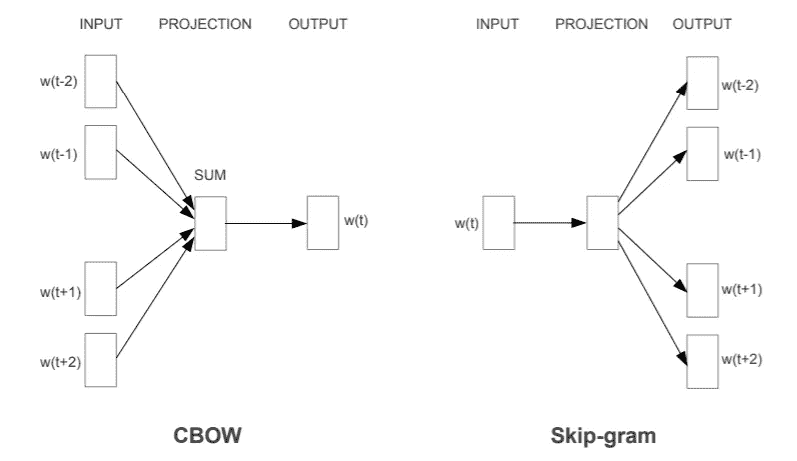 INPUT PROJECTION OUTPUT
w(t-2)
w(t-1)
SUM
w(t)
w(t+1)
w(t+2)
CBOW
INPUT PROJECTION OUTPUT
w(t-2)
w(t-1)
w(t)
w(t+1)
w(t+2)
Skip-gram